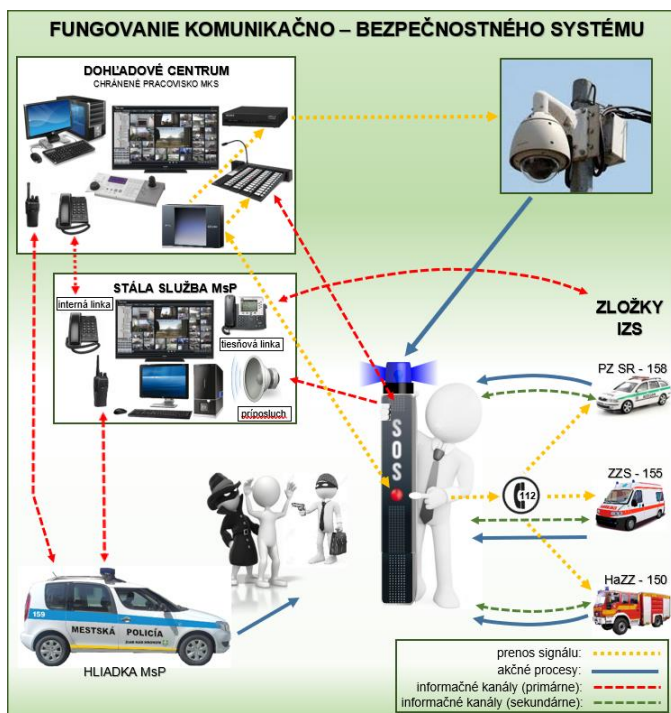 FUNGOVANIE KOMUNIKAČNO – BEZPEČNOSTNÉHO SYSTÉMU
DOHĽADOVÉ CENTRUM
CHRÁNENÉ PRACOVISKO MKS
STÁLA SLUŽBA MsP
interná linka
tiesňová linka
príposluch
ZLOŽKY
IZS
PZ SR - 158
SOS
112
ZZS - 155
HaZZ - 150
159
MESTSKÁ POLÍCIA
HLIADKA MsP
prenos signálu:
akčné procesy:
informačné kanály (primárne):
informačné kanály (sekundárne):